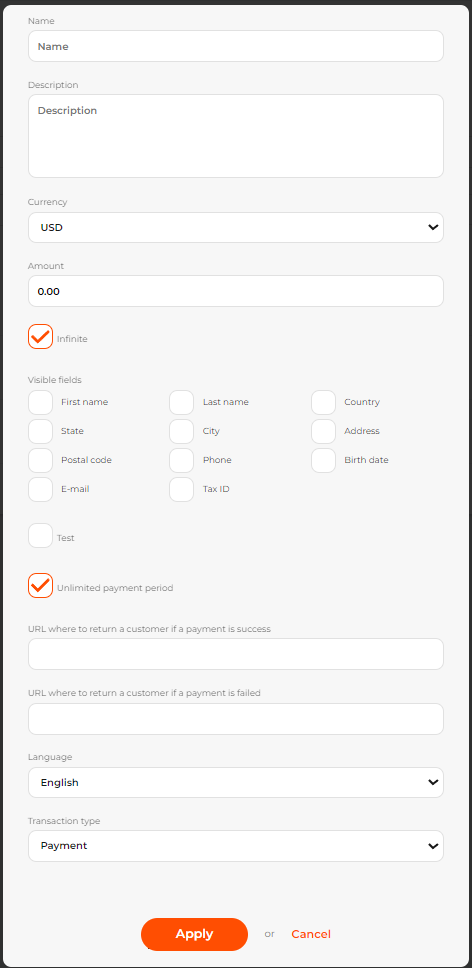 Name
Name
Description
Description
Currency
USD
Amount
0.00
Infinite
Visible fields
First name Last name Country
State City Address
Postal code Phone Birth date
E-mail Tax ID
Test
Unlimited payment period
URL where to return a customer if a payment is success
URL where to return a customer if a payment is failed
Language
English
Transaction type
Payment
Apply or Cancel